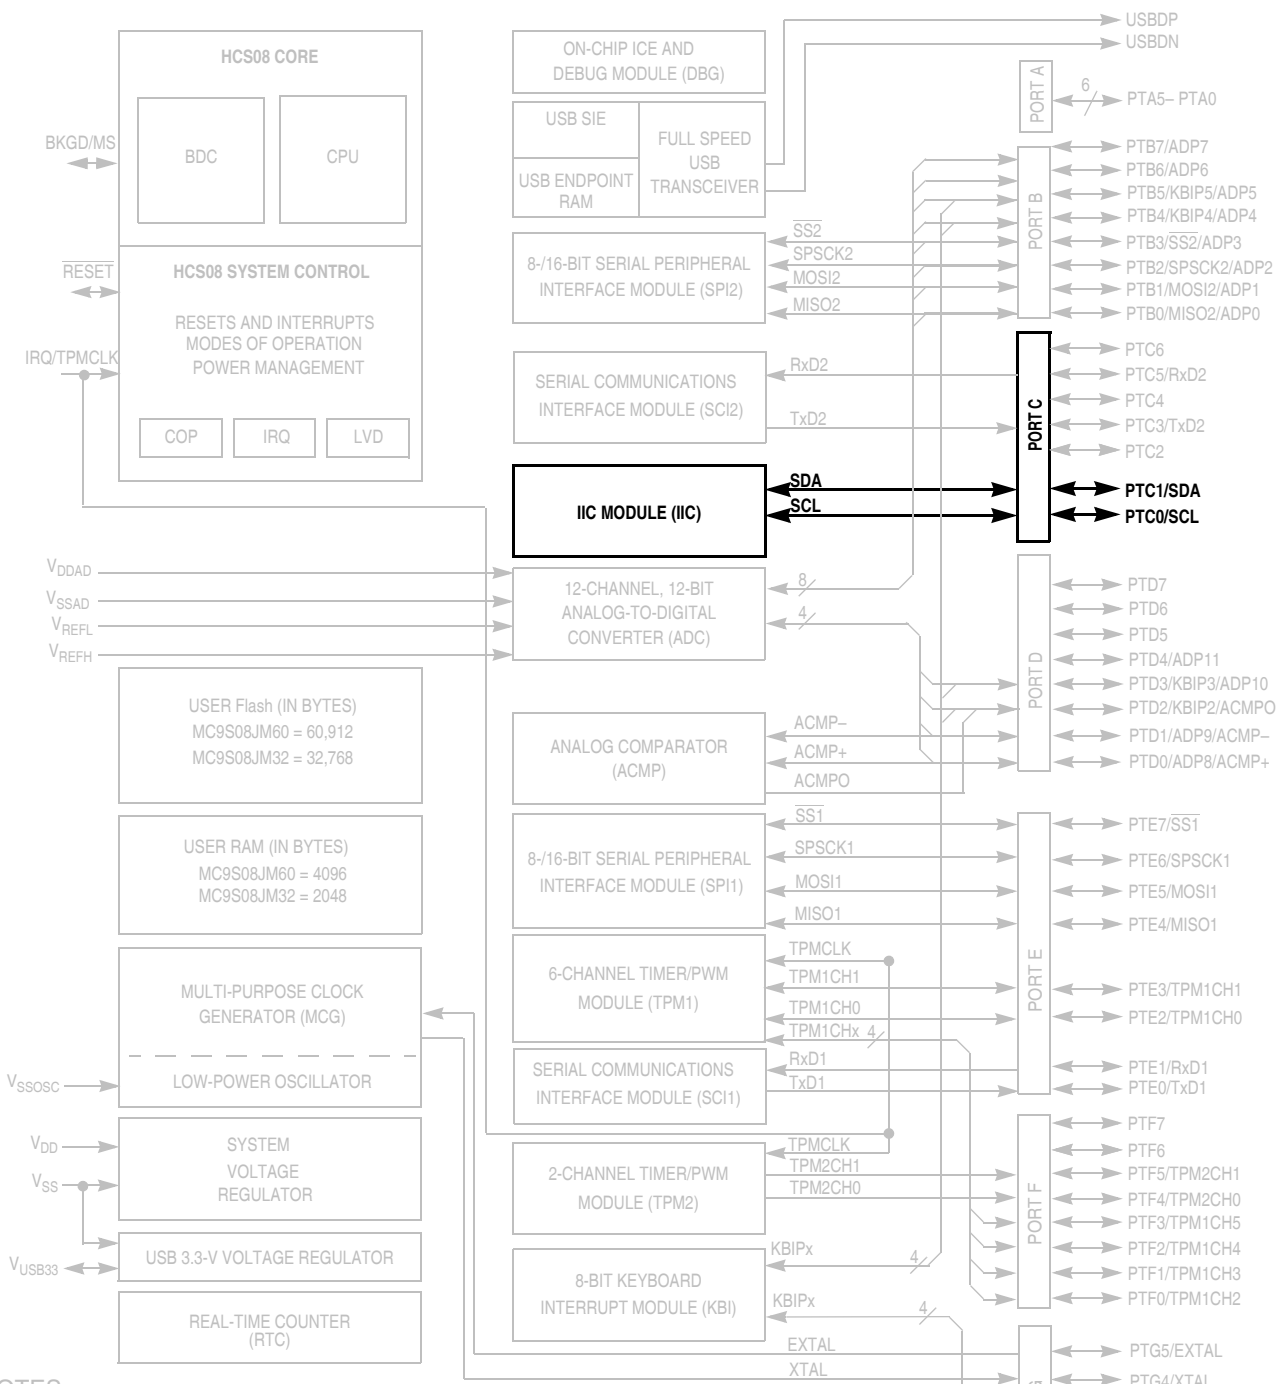 HCS08 CORE
BDC
CPU
BKGD/MS
HCS08 SYSTEM CONTROL
RESET
RESETS AND INTERRUPTS
MODES OF OPERATION
POWER MANAGEMENT
IRQ/TPMCLK
COP
IRQ
LVD
VDDAD
VSSAD
VREFL
VREFH
USER Flash (IN BYTES)
MC9S08JM60 = 60,912
MC9S08JM32 = 32,768
USER RAM (IN BYTES)
MC9S08JM60 = 4096
MC9S08JM32 = 2048
MULTI-PURPOSE CLOCK
GENERATOR (MCG)
LOW-POWER OSCILLATOR
VSSOSC
VDD
VSS
SYSTEM
VOLTAGE
REGULATOR
VUSB33
USB 3.3-V VOLTAGE REGULATOR
REAL-TIME COUNTER
(RTC)
ON-CHIP ICE AND
DEBUG MODULE (DBG)
USB SIE
USB ENDPOINT
RAM
FULL SPEED
USB
TRANSCEIVER
8-/16-BIT SERIAL PERIPHERAL
INTERFACE MODULE (SPI2)
SS2
SPSCK2
MOSI2
MISO2
SERIAL COMMUNICATIONS
INTERFACE MODULE (SCI2)
RxD2
TxD2
IIC MODULE (IIC)
SDA
SCL
12-CHANNEL, 12-BIT
ANALOG-TO-DIGITAL
CONVERTER (ADC)
8
4
ANALOG COMPARATOR
(ACMP)
ACMP–
ACMP+
ACMPO
8-/16-BIT SERIAL PERIPHERAL
INTERFACE MODULE (SPI1)
SS1
SPSCK1
MOSI1
MISO1
6-CHANNEL TIMER/PWM
MODULE (TPM1)
TPMCLK
TPM1CH1
TPM1CH0
TPM1CHx 4
SERIAL COMMUNICATIONS
INTERFACE MODULE (SCI1)
RxD1
TxD1
2-CHANNEL TIMER/PWM
MODULE (TPM2)
TPMCLK
TPM2CH1
TPM2CH0
8-BIT KEYBOARD
INTERRUPT MODULE (KBI)
KBIPx
4
KBIPx
4
EXTAL
XTAL
USBDP
USBDN
PORT A
6
PTA5– PTA0
PORT B
PTB7/ADP7
PTB6/ADP6
PTB5/KBIP5/ADP5
PTB4/KBIP4/ADP4
PTB3/SS2/ADP3
PTB2/SPSCK2/ADP2
PTB1/MOSI2/ADP1
PTB0/MISO2/ADP0
PORT C
PTC6
PTC5/RxD2
PTC4
PTC3/TxD2
PTC2
PTC1/SDA
PTC0/SCL
PORT D
PTD7
PTD6
PTD5
PTD4/ADP11
PTD3/KBIP3/ADP10
PTD2/KBIP2/ACMPO
PTD1/ADP9/ACMP–
PTD0/ADP8/ACMP+
PORT E
PTE7/SS1
PTE6/SPSCK1
PTE5/MOSI1
PTE4/MISO1
PTE3/TPM1CH1
PTE2/TPM1CH0
PTE1/RxD1
PTE0/TxD1
PORT F
PTF7
PTF6
PTF5/TPM2CH1
PTF4/TPM2CH0
PTF3/TPM1CH5
PTF2/TPM1CH4
PTF1/TPM1CH3
PTF0/TPM1CH2
PTG5/EXTAL
PTG4/XTAL